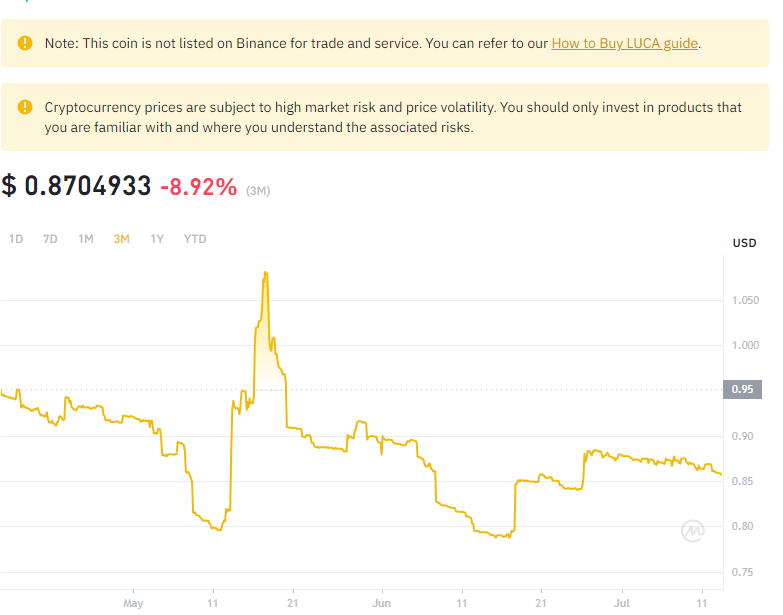 Note: This coin is not listed on Binance for trade and service. You can refer to our How to Buy LUCA guide.
Cryptocurrency prices are subject to high market risk and price volatility. You should only invest in products that
you are familiar with and where you understand the associated risks.
$ 0.8704933 -8.92% (3M)
1D 7D 1M 3M 1Y YTD
USD
1.050
1.000
0.95
0.90
0.85
0.80
0.75
May 11 21 Jun 11 21 Jul 11